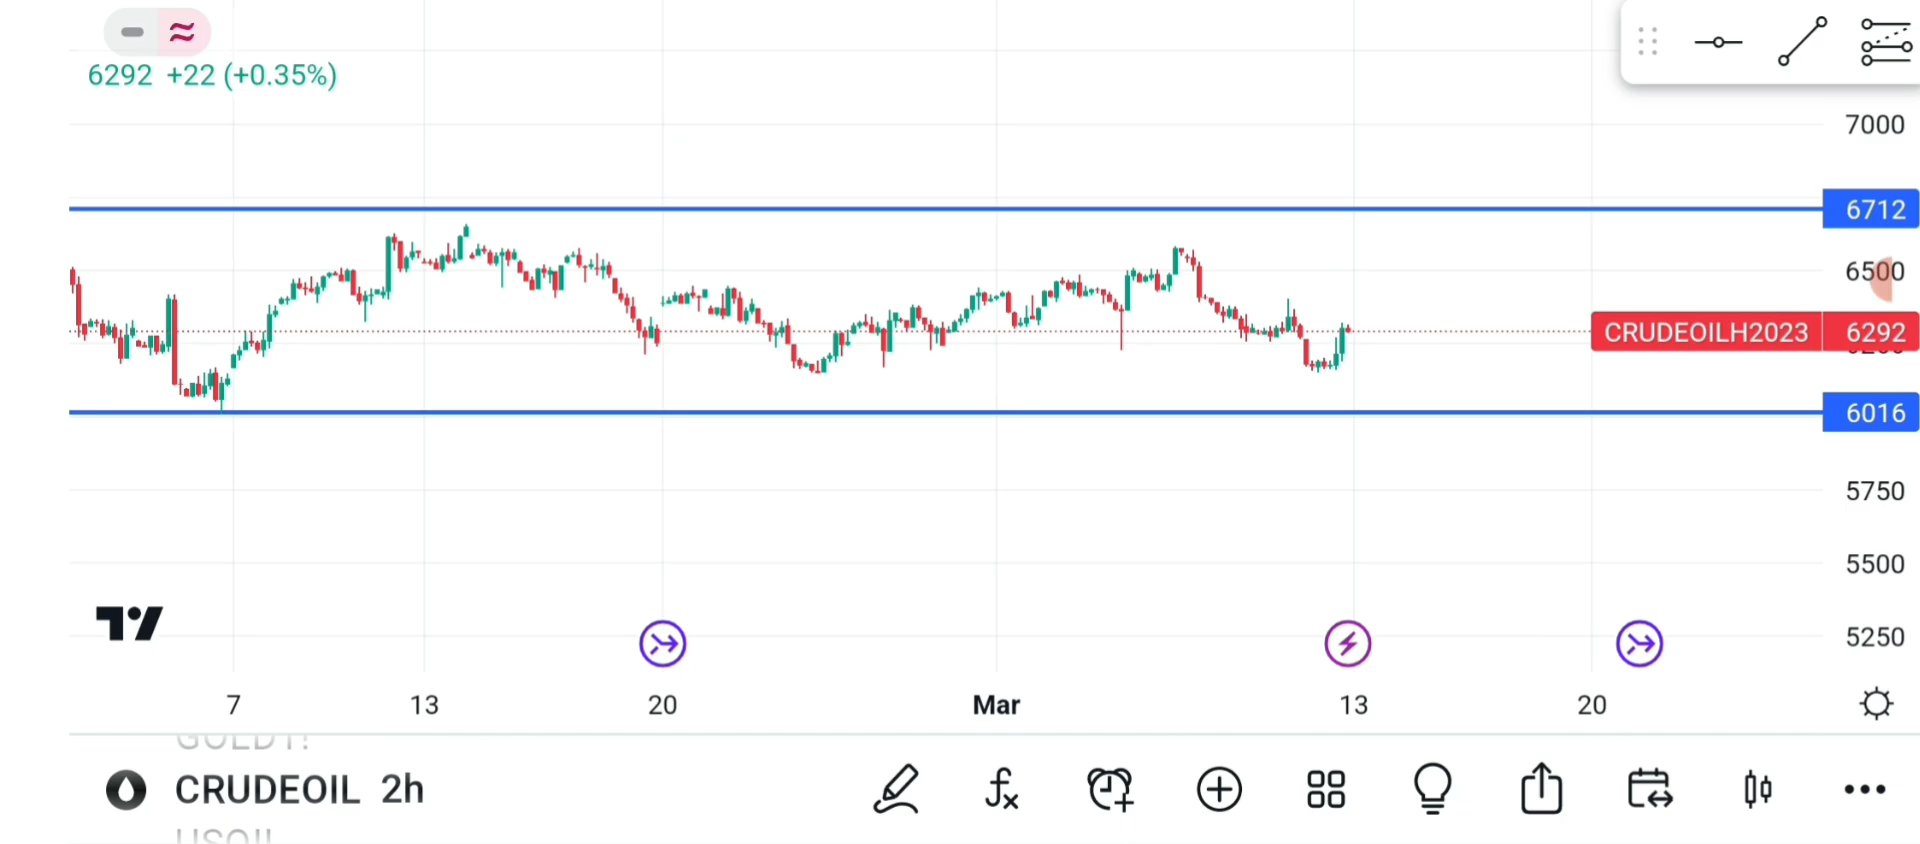 6292 +22 (+0.35%)
7000
6712
6500
CRUDEOILH2023 6292
6016
5750
5500
5250
7 13 20 Mar 13 20
CRUDEOIL 2h